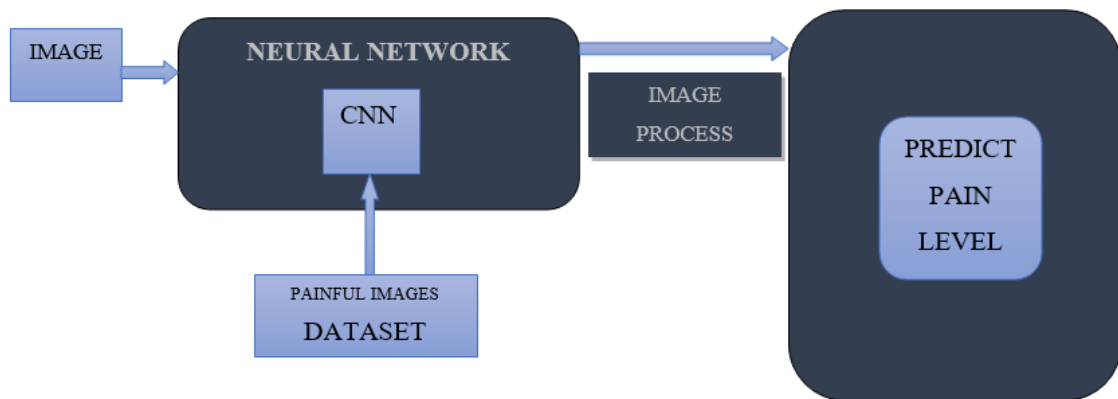 IMAGE
NEURAL NETWORK
CNN
IMAGE
PROCESS
PREDICT
PAIN
LEVEL
PAINFUL IMAGES
DATASET